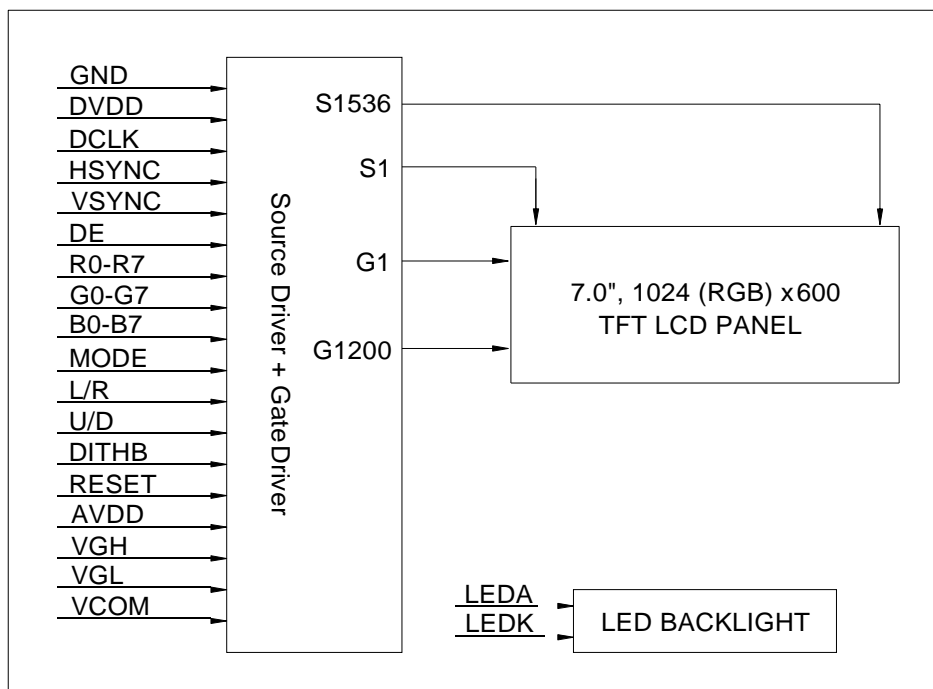 GND
DVDD
DCLK
HSYNC
VSYNC
DE
R0-R7
G0-G7
B0-B7
MODE
L/R
U/D
DITHB
RESET
AVDD
VGH
VGL
VCOM
Source Driver + GateDriver
S1536
S1
G1
G1200
7.0", 1024 (RGB) x600
TFT LCD PANEL
LEDA
LEDK
LED BACKLIGHT